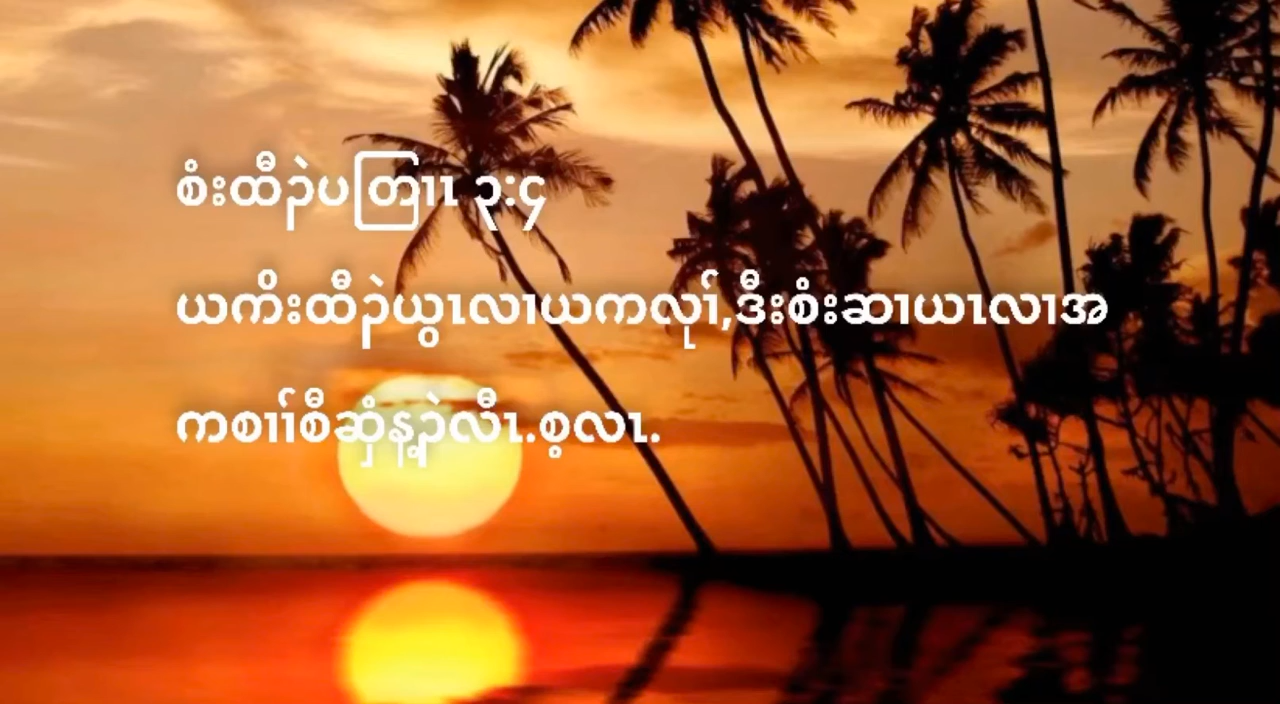 စံးထီၣ်ပတြၢၤ ၃:၄
ယကိးထီၣ်ယွၤလၢယကလုၢ်,ဒီးစံးဆၢယၤလၢအ
ကစၢၢ်စီဆှံန့ၣ်လီၤ.စ့လၤ.